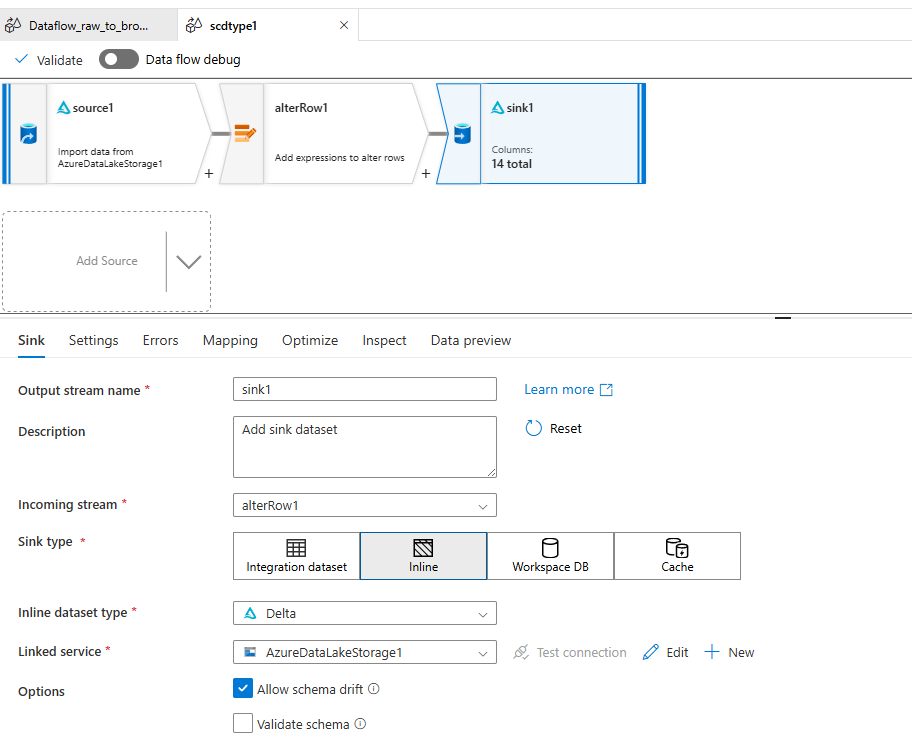 Dataflow_raw_to_bro...
scdtype1
Validate
Data flow debug
source1
Import data from
AzureDataLakeStorage1
+
alterRow1
Add expressions to alter rows
+
sink1
Columns:
14 total
Add Source
Sink
Settings
Errors
Mapping
Optimize
Inspect
Data preview
Output stream name *
sink1
Learn more
Description
Add sink dataset
Reset
Incoming stream *
alterRow1
Sink type *
Integration dataset
Inline
Workspace DB
Cache
Inline dataset type *
Delta
Linked service *
AzureDataLakeStorage1
Test connection
Edit
New
Options
Allow schema drift
Validate schema